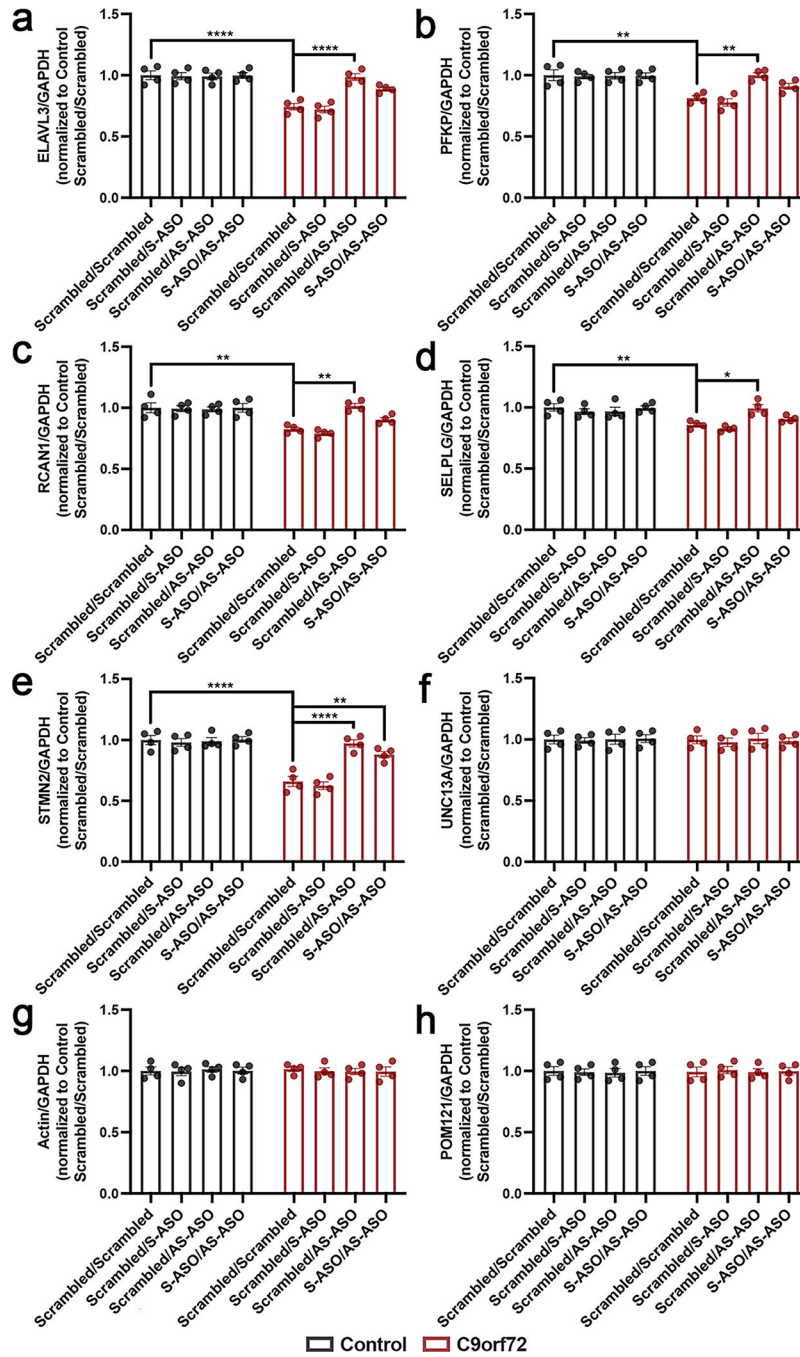 a
****
****
ELAVL3/GAPDH
(normalized to Control
Scrambled/Scrambled)
1.5
1.0
0.5
0.0
Scrambled/Scrambled
Scrambled/S-ASO
Scrambled/AS-ASO
S-ASO/AS-ASO
Scrambled/Scrambled
Scrambled/S-ASO
Scrambled/AS-ASO
S-ASO/AS-ASO
b
**
**
PFKP/GAPDH
(normalized to Control
Scrambled/Scrambled)
1.5
1.0
0.5
0.0
Scrambled/Scrambled
Scrambled/S-ASO
Scrambled/AS-ASO
S-ASO/AS-ASO
Scrambled/Scrambled
Scrambled/S-ASO
Scrambled/AS-ASO
S-ASO/AS-ASO
c
**
**
RCAN1/GAPDH
(normalized to Control
Scrambled/Scrambled)
1.5
1.0
0.5
0.0
Scrambled/Scrambled
Scrambled/S-ASO
Scrambled/AS-ASO
S-ASO/AS-ASO
Scrambled/Scrambled
Scrambled/S-ASO
Scrambled/AS-ASO
S-ASO/AS-ASO
d
**
*
SELPLG/GAPDH
(normalized to Control
Scrambled/Scrambled)
1.5
1.0
0.5
0.0
Scrambled/Scrambled
Scrambled/S-ASO
Scrambled/AS-ASO
S-ASO/AS-ASO
Scrambled/Scrambled
Scrambled/S-ASO
Scrambled/AS-ASO
S-ASO/AS-ASO
e
****
**
****
STMN2/GAPDH
(normalized to Control
Scrambled/Scrambled)
1.5
1.0
0.5
0.0
Scrambled/Scrambled
Scrambled/S-ASO
Scrambled/AS-ASO
S-ASO/AS-ASO
Scrambled/Scrambled
Scrambled/S-ASO
Scrambled/AS-ASO
S-ASO/AS-ASO
f
UNC13A/GAPDH
(normalized to Control
Scrambled/Scrambled)
1.5
1.0
0.5
0.0
Scrambled/Scrambled
Scrambled/S-ASO
Scrambled/AS-ASO
S-ASO/AS-ASO
Scrambled/Scrambled
Scrambled/S-ASO
Scrambled/AS-ASO
S-ASO/AS-ASO
g
Actin/GAPDH
(normalized to Control
Scrambled/Scrambled)
1.5
1.0
0.5
0.0
Scrambled/Scrambled
Scrambled/S-ASO
Scrambled/AS-ASO
S-ASO/AS-ASO
Scrambled/Scrambled
Scrambled/S-ASO
Scrambled/AS-ASO
S-ASO/AS-ASO
h
POM121/GAPDH
(normalized to Control
Scrambled/Scrambled)
1.5
1.0
0.5
0.0
Scrambled/Scrambled
Scrambled/S-ASO
Scrambled/AS-ASO
S-ASO/AS-ASO
Scrambled/Scrambled
Scrambled/S-ASO
Scrambled/AS-ASO
S-ASO/AS-ASO
Control
C9orf72